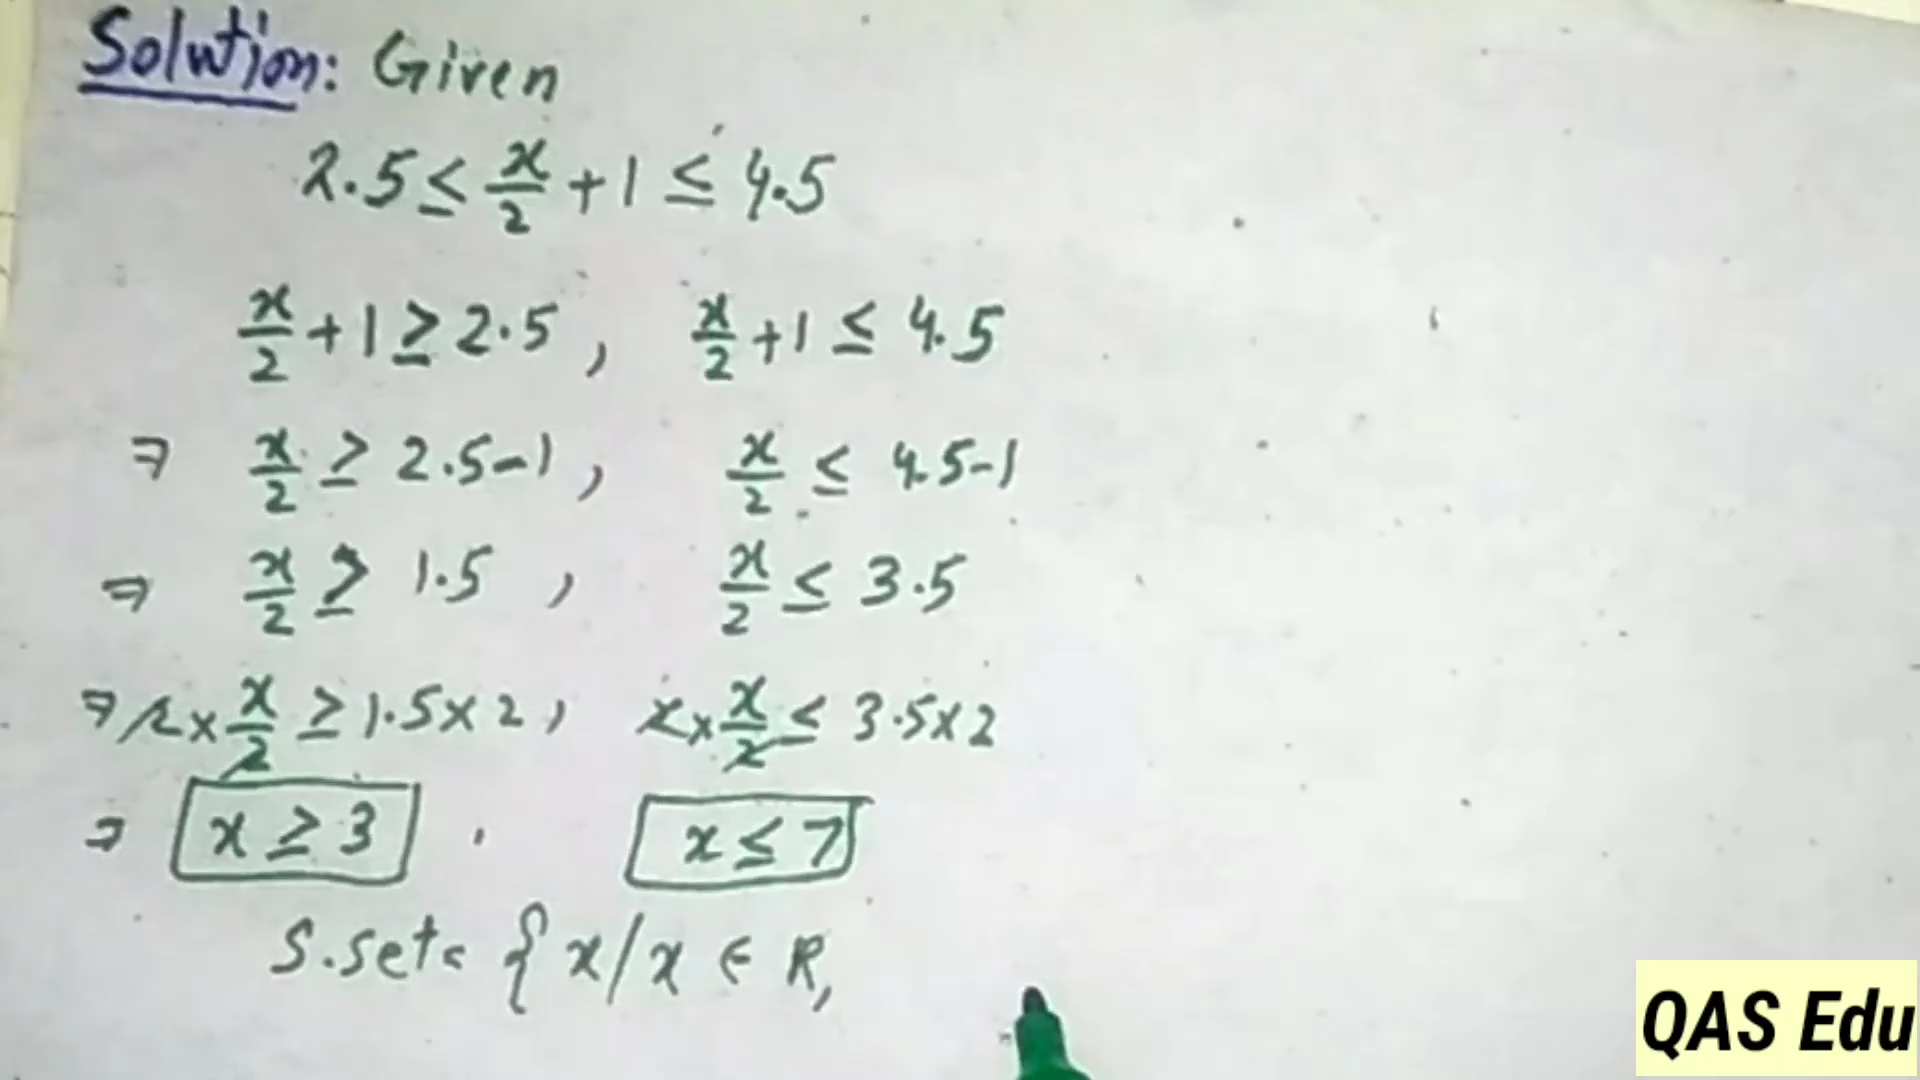 Solution: Given
2.5 ≤ x/2 + 1 ≤ 4.5
x/2 + 1 ≥ 2.5 , x/2 + 1 ≤ 4.5
⇒ x/2 ≥ 2.5-1 , x/2 ≤ 4.5-1
⇒ x/2 ≥ 1.5 , x/2 ≤ 3.5
⇒ 2 × x/2 ≥ 1.5×2 , 2 × x/2 ≤ 3.5×2
⇒ x ≥ 3 , x ≤ 7
S.set = { x/x ∈ R,
QAS Edu